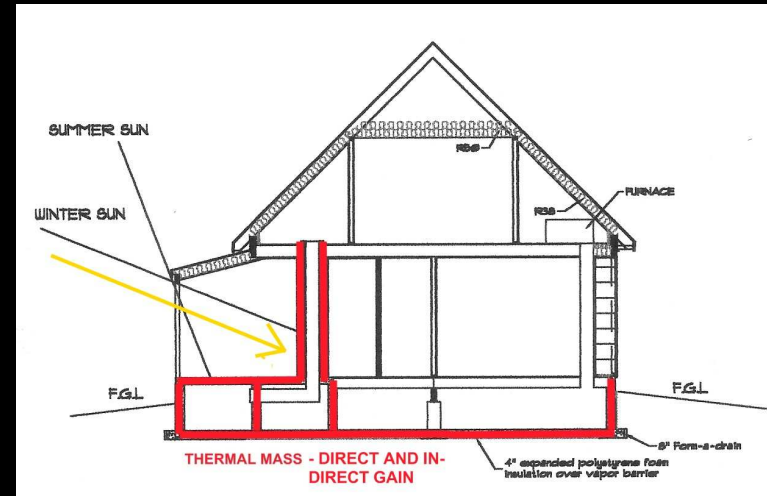 SUMMER SUN
R50
FURNACE
WINTER SUN
R38
F.G.L
F.G.L
8" Form-a-drain
THERMAL MASS - DIRECT AND IN-
DIRECT GAIN
4" expanded polystyrene foam
insulation over vapor barrier